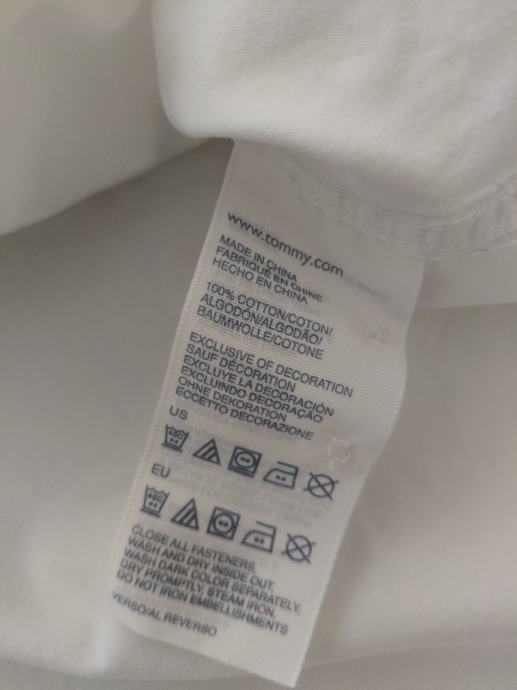 www.tommy.com
MADE IN CHINA
FABRIQUÉ EN CHINE
HECHO EN CHINA
100% COTTON/COTON/
ALGODÓN/ALGODÃO/
BAUMWOLLE/COTONE
EXCLUSIVE OF DECORATION
SAUF DÉCORATION
EXCLUYE LA DECORACIÓN
EXCLUINDO DECORAÇÃO
OHNE DEKORATION
ECCETTO DECORAZIONE
US
EU
CLOSE ALL FASTENERS,
WASH AND DRY INSIDE OUT,
WASH DARK COLOR SEPARATELY,
DRY PROMPTLY, STEAM IRON,
DO NOT IRON EMBELLISHMENTS
VERSO/AL REVERSO